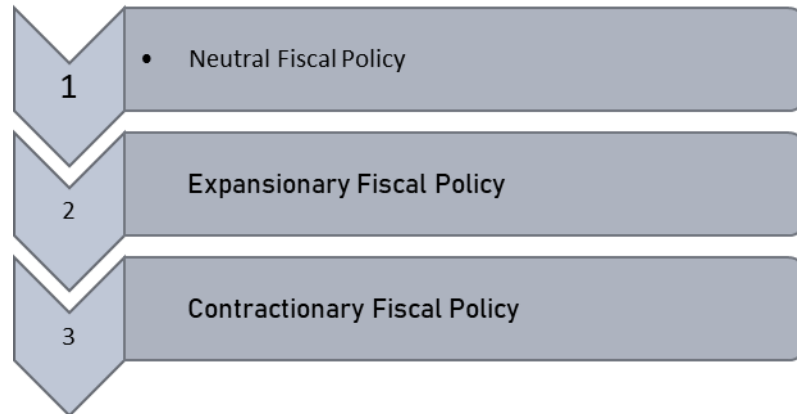 1
• Neutral Fiscal Policy
2
Expansionary Fiscal Policy
3
Contractionary Fiscal Policy